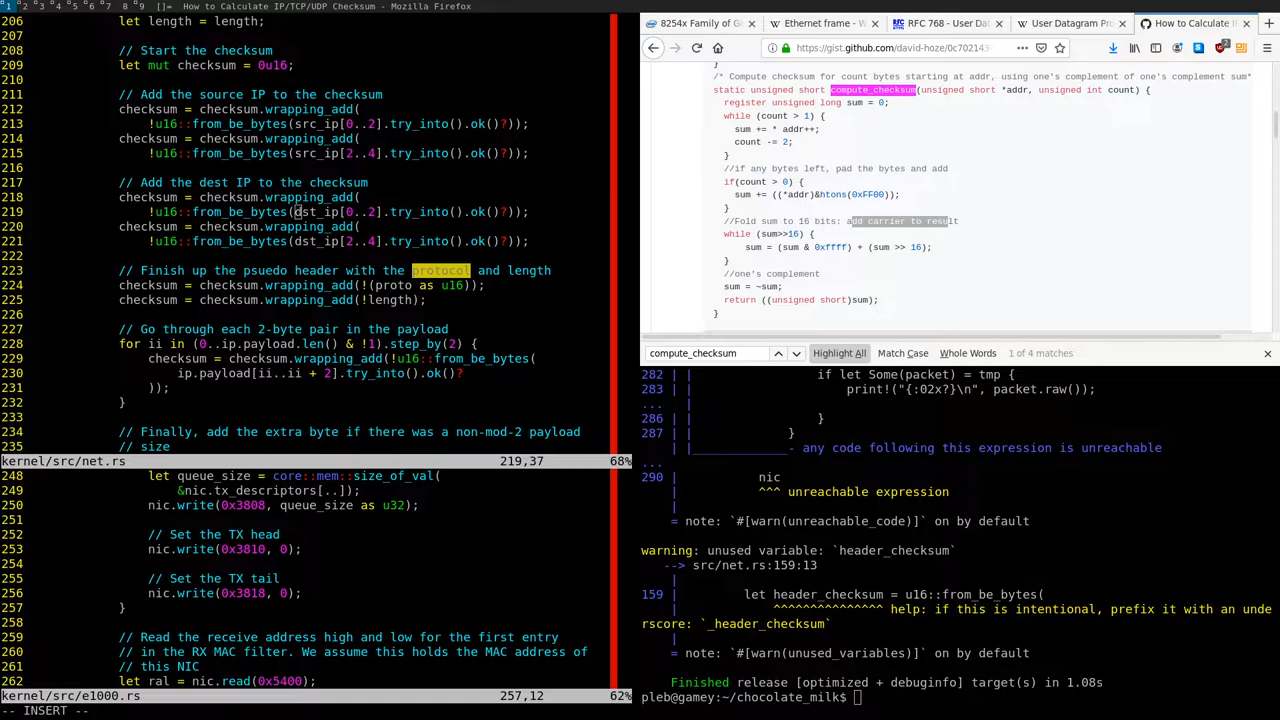 1 2 3 4 5 6 7 8 9 [] How to Calculate IP/TCP/UDP Checksum - Mozilla Firefox
206 let length = length;
207
208 // Start the checksum
209 let mut checksum = 0u16;
210
211 // Add the source IP to the checksum
212 checksum = checksum.wrapping_add(
213 !u16::from_be_bytes(src_ip[0..2].try_into().ok()?));
214 checksum = checksum.wrapping_add(
215 !u16::from_be_bytes(src_ip[2..4].try_into().ok()?));
216
217 // Add the dest IP to the checksum
218 checksum = checksum.wrapping_add(
219 !u16::from_be_bytes(dst_ip[0..2].try_into().ok()?));
220 checksum = checksum.wrapping_add(
221 !u16::from_be_bytes(dst_ip[2..4].try_into().ok()?));
222
223 // Finish up the psuedo header with the protocol and length
224 checksum = checksum.wrapping_add(!(proto as u16));
225 checksum = checksum.wrapping_add(!length);
226
227 // Go through each 2-byte pair in the payload
228 for ii in (0..ip.payload.len() & !1).step_by(2) {
229 checksum = checksum.wrapping_add(!u16::from_be_bytes(
230 ip.payload[ii..ii + 2].try_into().ok()?
231 ));
232 }
233
234 // Finally, add the extra byte if there was a non-mod-2 payload
235 // size
kernel/src/net.rs 219,37 68%
248 let queue_size = core::mem::size_of_val(
249 &nic.tx_descriptors[..]);
250 nic.write(0x3808, queue_size as u32);
251
252 // Set the TX head
253 nic.write(0x3810, 0);
254
255 // Set the TX tail
256 nic.write(0x3818, 0);
257 }
258
259 // Read the receive address high and low for the first entry
260 // in the RX MAC filter. We assume this holds the MAC address of
261 // this NIC
262 let ral = nic.read(0x5400);
kernel/src/e1000.rs 257,12 62%
-- INSERT --
8254x Family of Gi
Ethernet frame - W
RFC 768 - User Dat
User Datagram Pro
How to Calculate I
https://gist.github.com/david-hoze/0c702143
2
}
/* Compute checksum for count bytes starting at addr, using one's complement of one's complement sum*
static unsigned short compute_checksum(unsigned short *addr, unsigned int count) {
register unsigned long sum = 0;
while (count > 1) {
sum += * addr++;
count -= 2;
}
//if any bytes left, pad the bytes and add
if(count > 0) {
sum += ((*addr)&htons(0xFF00));
}
//Fold sum to 16 bits: add carrier to result
while (sum>>16) {
sum = (sum & 0xffff) + (sum >> 16);
}
//one's complement
sum = ~sum;
return ((unsigned short)sum);
}
compute_checksum Highlight All Match Case Whole Words 1 of 4 matches
282 | | if let Some(packet) = tmp {
283 | | print!("{:02x?}\n", packet.raw());
... |
286 | | }
287 | | }
| |_____________- any code following this expression is unreachable
...
290 | nic
| ^^^ unreachable expression
|
= note: `#[warn(unreachable_code)]` on by default
warning: unused variable: `header_checksum`
--> src/net.rs:159:13
|
159 | let header_checksum = u16::from_be_bytes(
| ^^^^^^^^^^^^^^^ help: if this is intentional, prefix it with an unde
rscore: `_header_checksum`
|
= note: `#[warn(unused_variables)]` on by default
Finished release [optimized + debuginfo] target(s) in 1.08s
pleb@gamey:~/chocolate_milk$